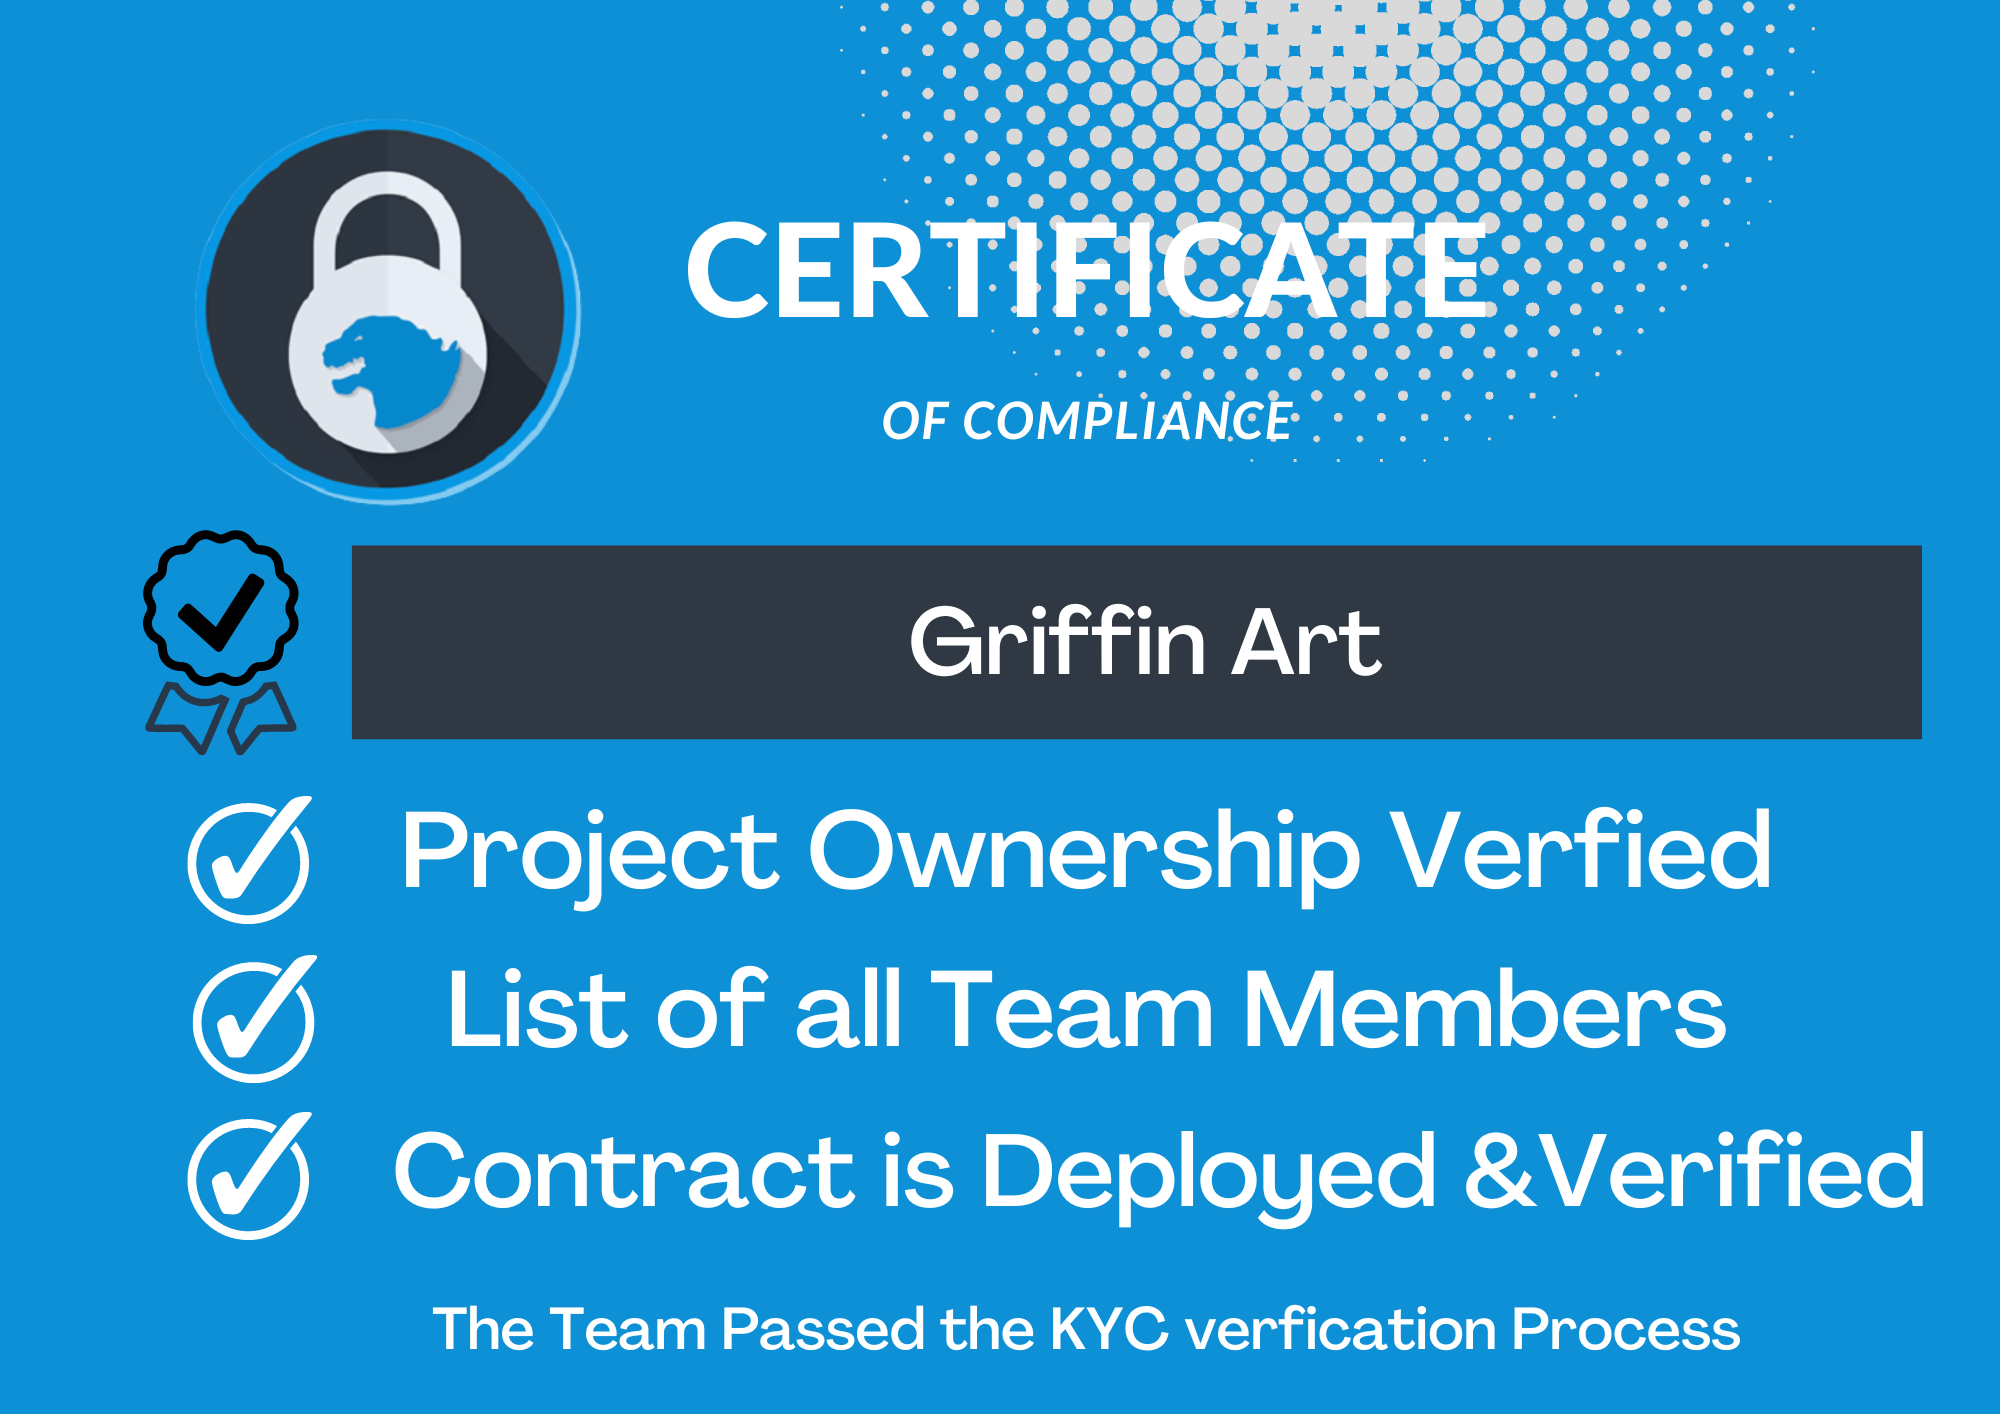 CERTIFICATE
OF COMPLIANCE
Griffin Art
Project Ownership Verfied
List of all Team Members
Contract is Deployed &Verified
The Team Passed the KYC verfication Process